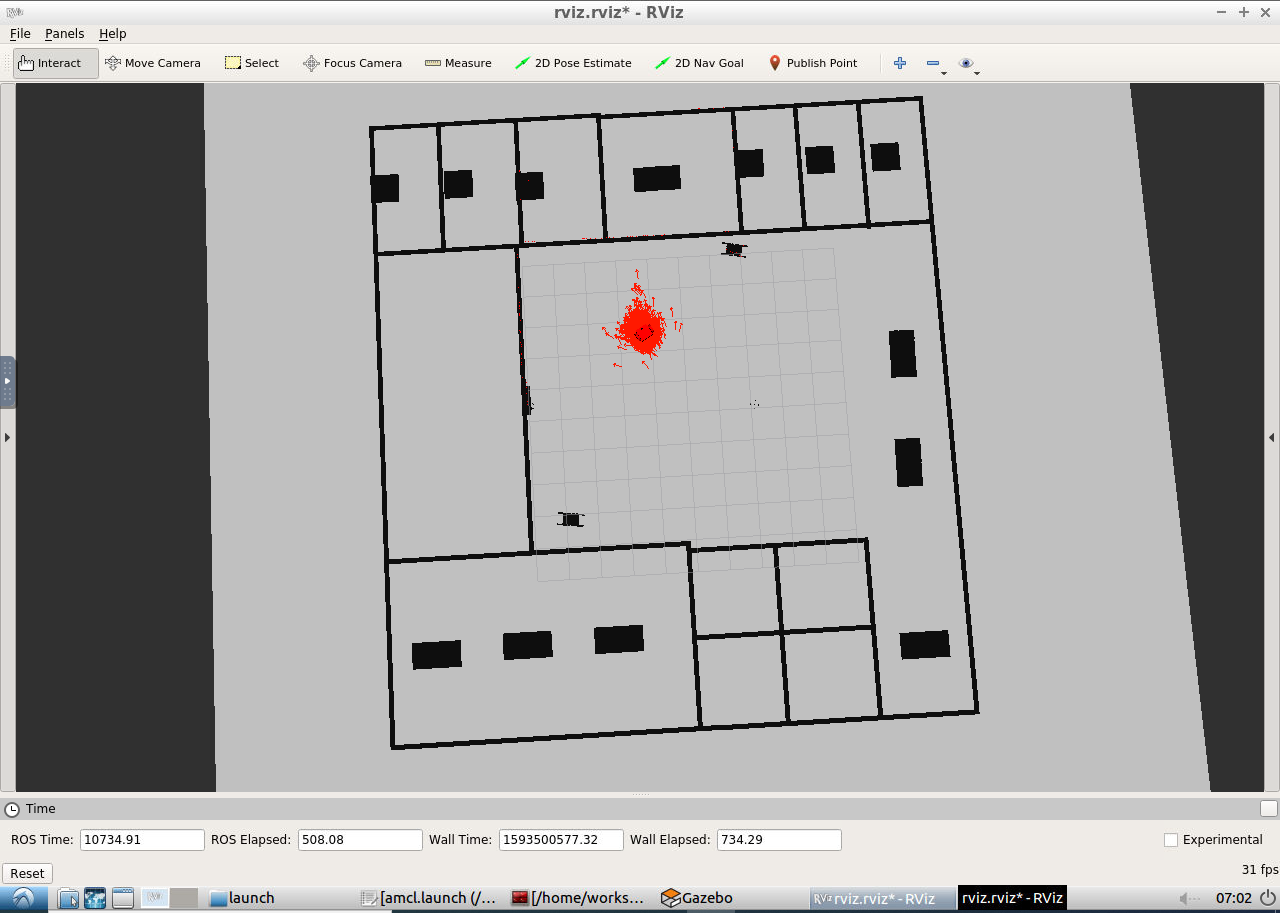 rviz.rviz* - RViz
File Panels Help
Interact Move Camera Select Focus Camera Measure 2D Pose Estimate 2D Nav Goal Publish Point
Time
ROS Time: 10734.91 ROS Elapsed: 508.08 Wall Time: 1593500577.32 Wall Elapsed: 734.29 Experimental
Reset 31 fps
launch [amcl.launch (/... [/home/works... Gazebo rviz.rviz* - RViz rviz.rviz* - RViz 07:02